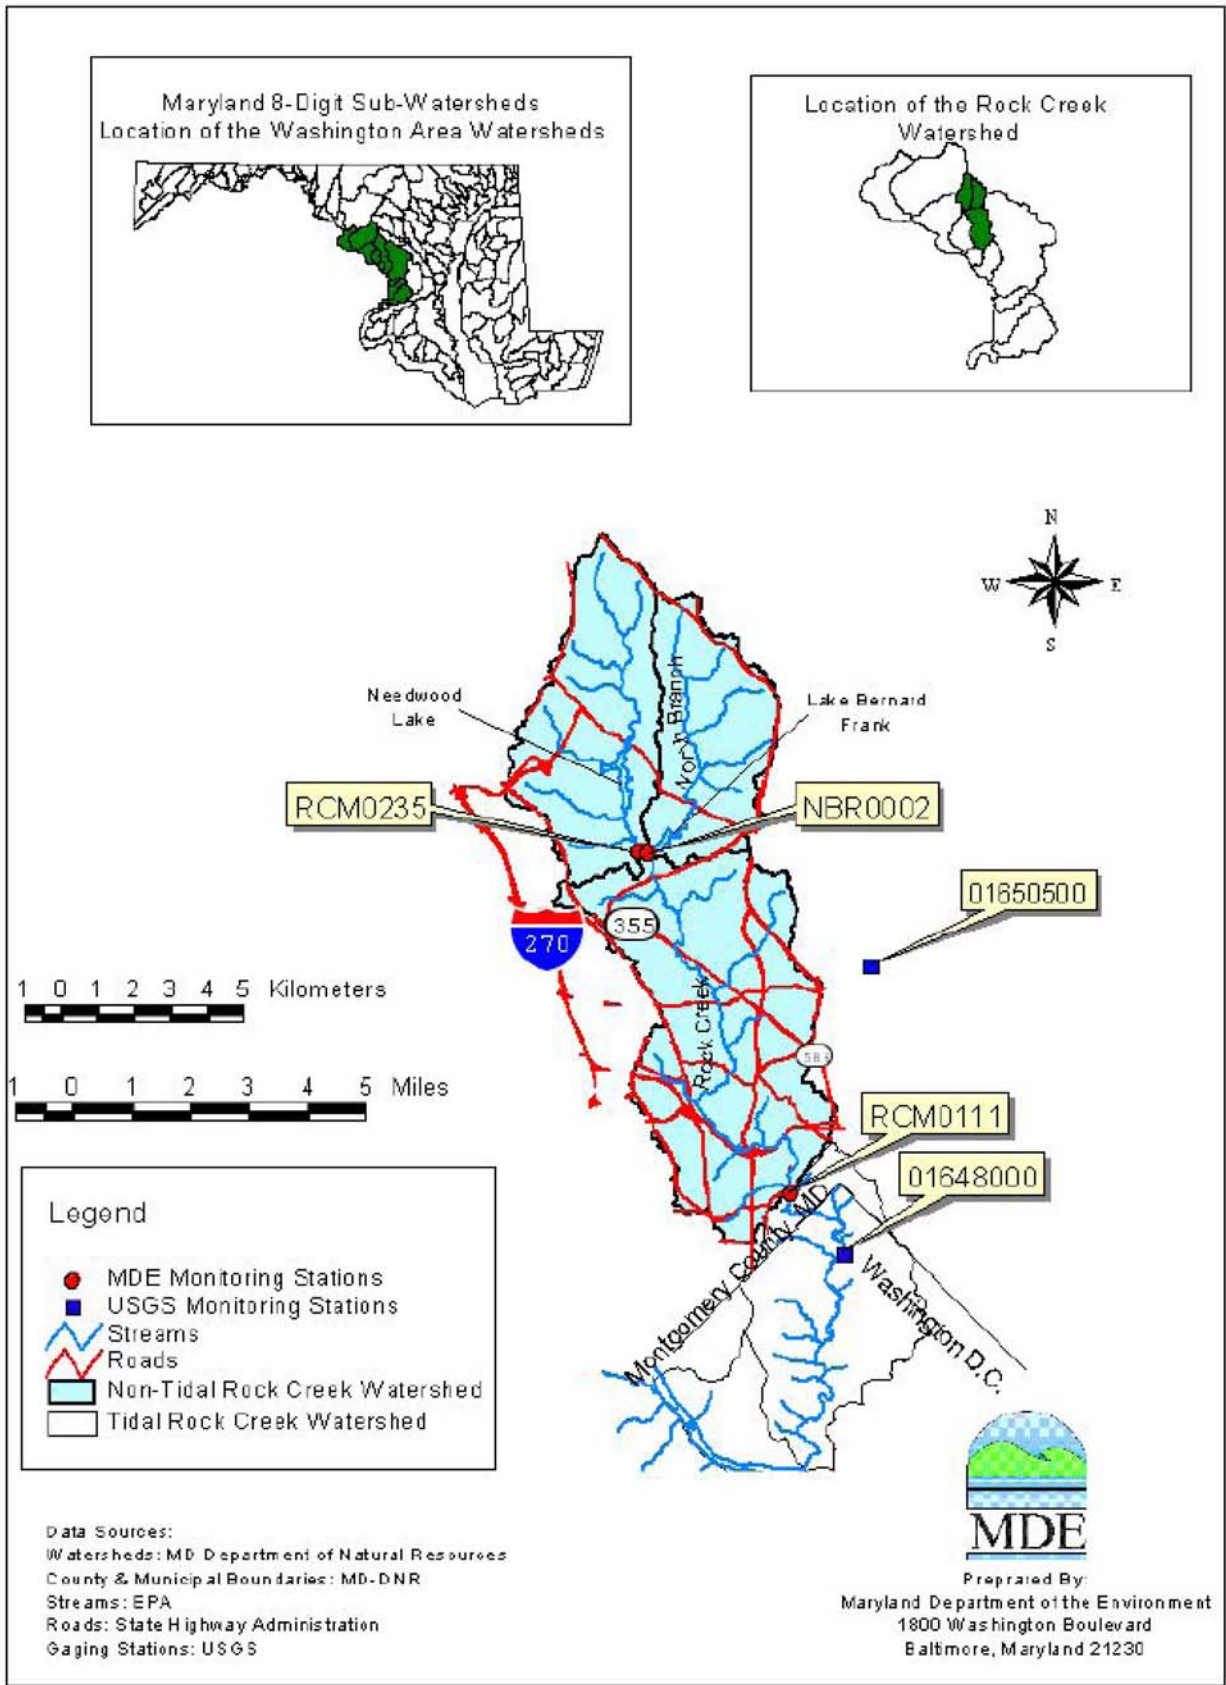 Maryland 8-Digit Sub-Watersheds
Location of the Washington Area Watersheds
Location of the Rock Creek
Watershed
N
W
E
S
Needwood
Lake
North Branch
Lake Bernard
Frank
RCM0235
NBR0002
01650500
355
270
1 0 1 2 3 4 5 Kilometers
Rock Creek
1 0 1 2 3 4 5 Miles
RCM0111
01648000
Montgomery County, MD
Washington D.C.
Legend
MDE Monitoring Stations
USGS Monitoring Stations
Streams
Roads
Non-Tidal Rock Creek Watershed
Tidal Rock Creek Watershed
MDE
Data Sources:
Watersheds: MD Department of Natural Resources
County & Municipal Boundaries: MD-DNR
Streams: EPA
Roads: State Highway Administration
Gaging Stations: USGS
Preprared By:
Maryland Department of the Environment
1800 Washington Boulevard
Baltimore, Maryland 21230